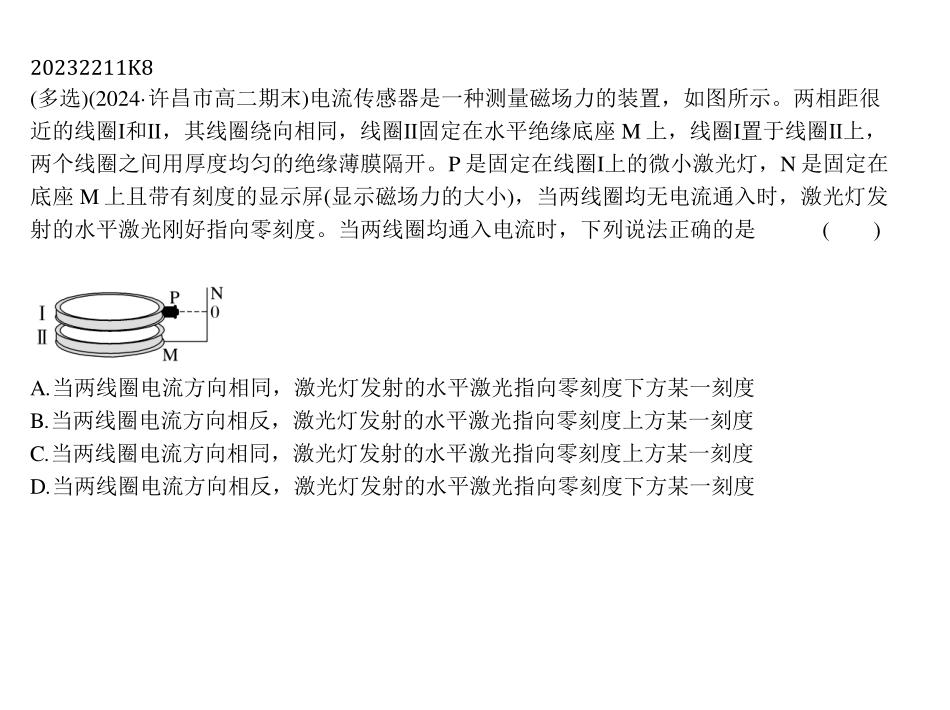 20232211K8
(多选)(2024·许昌市高二期末)电流传感器是一种测量磁场力的装置，如图所示。两相距很
近的线圈Ⅰ和Ⅱ，其线圈绕向相同，线圈Ⅱ固定在水平绝缘底座 M 上，线圈Ⅰ置于线圈Ⅱ上，
两个线圈之间用厚度均匀的绝缘薄膜隔开。P 是固定在线圈Ⅰ上的微小激光灯，N 是固定在
底座 M 上且带有刻度的显示屏(显示磁场力的大小)，当两线圈均无电流通入时，激光灯发
射的水平激光刚好指向零刻度。当两线圈均通入电流时，下列说法正确的是 ( )
P N
Ⅰ 0
Ⅱ
M
A.当两线圈电流方向相同，激光灯发射的水平激光指向零刻度下方某一刻度
B.当两线圈电流方向相反，激光灯发射的水平激光指向零刻度上方某一刻度
C.当两线圈电流方向相同，激光灯发射的水平激光指向零刻度上方某一刻度
D.当两线圈电流方向相反，激光灯发射的水平激光指向零刻度下方某一刻度